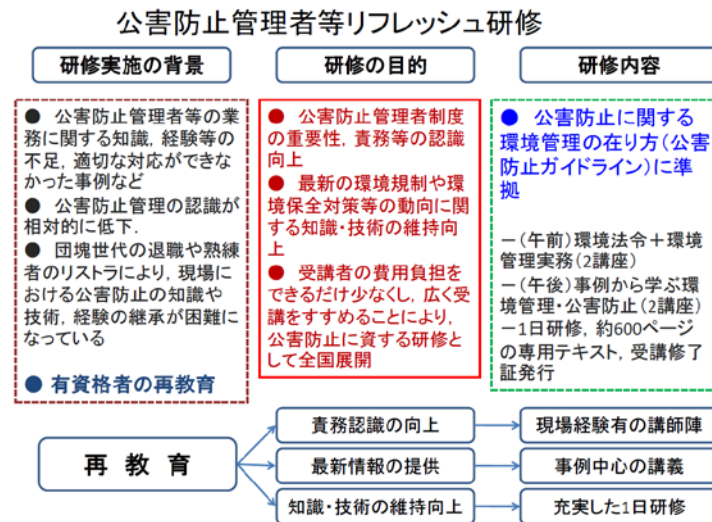 公害防止管理者等リフレッシュ研修
研修実施の背景
● 公害防止管理者等の業
務に関する知識，経験等の
不足，適切な対応ができな
かった事例など
● 公害防止管理の認識が
相対的に低下．
● 団塊世代の退職や熟練
者のリストラにより，現場に
おける公害防止の知識や
技術，経験の継承が困難に
なっている
● 有資格者の再教育
研修の目的
● 公害防止管理者制度
の重要性，責務等の認識
向上
● 最新の環境規制や環
境保全対策等の動向に関す
る知識・技術の維持向
上
● 受講者の費用負担を
できるだけ少なくし，広く受
講をすすめることにより，
公害防止に資する研修と
して全国展開
研修内容
● 公害防止に関する
環境管理の在り方（公害
防止ガイドライン）に準
拠
－（午前）環境法令＋環境
管理実務（2講座）
－（午後）事例から学ぶ環
境管理・公害防止（2講座）
－1日研修，約600ページ
の専用テキスト，受講修了
証発行
再 教 育
責務認識の向上
現場経験有の講師陣
最新情報の提供
事例中心の講義
知識・技術の維持向上
充実した1日研修